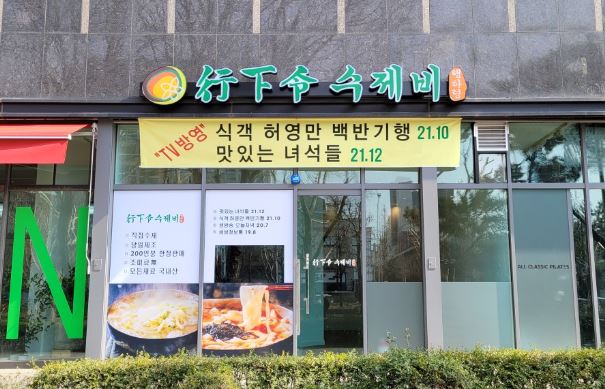 行下令 수제비
"TV 방영" 식객 허영만 백반기행 21.10
맛있는 녀석들 21.12
行下令 수제비
직접수제
당일제조
200인분 한정판매
조미료無
모든재료 국내산
맛있는 녀석들 21.12
식객 허영만 백반기행 21.10
생방송 오늘저녁 20.7
생생정보통 19.6
行下令 수제비
ALL CLASSIC PILATES
N